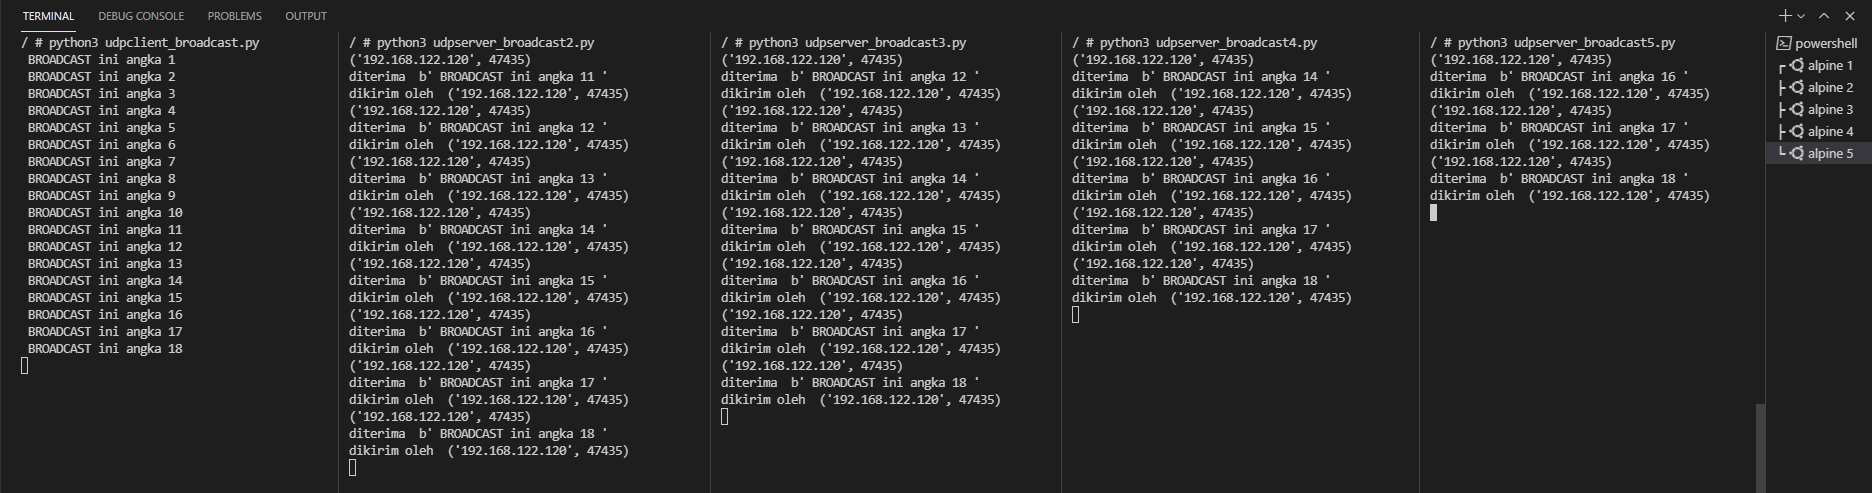 TERMINAL
DEBUG CONSOLE
PROBLEMS
OUTPUT
/ # python3 udpclient_broadcast.py
BROADCAST ini angka 1
BROADCAST ini angka 2
BROADCAST ini angka 3
BROADCAST ini angka 4
BROADCAST ini angka 5
BROADCAST ini angka 6
BROADCAST ini angka 7
BROADCAST ini angka 8
BROADCAST ini angka 9
BROADCAST ini angka 10
BROADCAST ini angka 11
BROADCAST ini angka 12
BROADCAST ini angka 13
BROADCAST ini angka 14
BROADCAST ini angka 15
BROADCAST ini angka 16
BROADCAST ini angka 17
BROADCAST ini angka 18
/ # python3 udpserver_broadcast2.py
('192.168.122.120', 47435)
diterima  b' BROADCAST ini angka 11 '
dikirim oleh  ('192.168.122.120', 47435)
('192.168.122.120', 47435)
diterima  b' BROADCAST ini angka 12 '
dikirim oleh  ('192.168.122.120', 47435)
('192.168.122.120', 47435)
diterima  b' BROADCAST ini angka 13 '
dikirim oleh  ('192.168.122.120', 47435)
('192.168.122.120', 47435)
diterima  b' BROADCAST ini angka 14 '
dikirim oleh  ('192.168.122.120', 47435)
('192.168.122.120', 47435)
diterima  b' BROADCAST ini angka 15 '
dikirim oleh  ('192.168.122.120', 47435)
('192.168.122.120', 47435)
diterima  b' BROADCAST ini angka 16 '
dikirim oleh  ('192.168.122.120', 47435)
('192.168.122.120', 47435)
diterima  b' BROADCAST ini angka 17 '
dikirim oleh  ('192.168.122.120', 47435)
('192.168.122.120', 47435)
diterima  b' BROADCAST ini angka 18 '
dikirim oleh  ('192.168.122.120', 47435)
/ # python3 udpserver_broadcast3.py
('192.168.122.120', 47435)
diterima  b' BROADCAST ini angka 12 '
dikirim oleh  ('192.168.122.120', 47435)
('192.168.122.120', 47435)
diterima  b' BROADCAST ini angka 13 '
dikirim oleh  ('192.168.122.120', 47435)
('192.168.122.120', 47435)
diterima  b' BROADCAST ini angka 14 '
dikirim oleh  ('192.168.122.120', 47435)
('192.168.122.120', 47435)
diterima  b' BROADCAST ini angka 15 '
dikirim oleh  ('192.168.122.120', 47435)
('192.168.122.120', 47435)
diterima  b' BROADCAST ini angka 16 '
dikirim oleh  ('192.168.122.120', 47435)
('192.168.122.120', 47435)
diterima  b' BROADCAST ini angka 17 '
dikirim oleh  ('192.168.122.120', 47435)
('192.168.122.120', 47435)
diterima  b' BROADCAST ini angka 18 '
dikirim oleh  ('192.168.122.120', 47435)
/ # python3 udpserver_broadcast4.py
('192.168.122.120', 47435)
diterima  b' BROADCAST ini angka 14 '
dikirim oleh  ('192.168.122.120', 47435)
('192.168.122.120', 47435)
diterima  b' BROADCAST ini angka 15 '
dikirim oleh  ('192.168.122.120', 47435)
('192.168.122.120', 47435)
diterima  b' BROADCAST ini angka 16 '
dikirim oleh  ('192.168.122.120', 47435)
('192.168.122.120', 47435)
diterima  b' BROADCAST ini angka 17 '
dikirim oleh  ('192.168.122.120', 47435)
('192.168.122.120', 47435)
diterima  b' BROADCAST ini angka 18 '
dikirim oleh  ('192.168.122.120', 47435)
/ # python3 udpserver_broadcast5.py
('192.168.122.120', 47435)
diterima  b' BROADCAST ini angka 16 '
dikirim oleh  ('192.168.122.120', 47435)
('192.168.122.120', 47435)
diterima  b' BROADCAST ini angka 17 '
dikirim oleh  ('192.168.122.120', 47435)
('192.168.122.120', 47435)
diterima  b' BROADCAST ini angka 18 '
dikirim oleh  ('192.168.122.120', 47435)
powershell
alpine 1
alpine 2
alpine 3
alpine 4
alpine 5